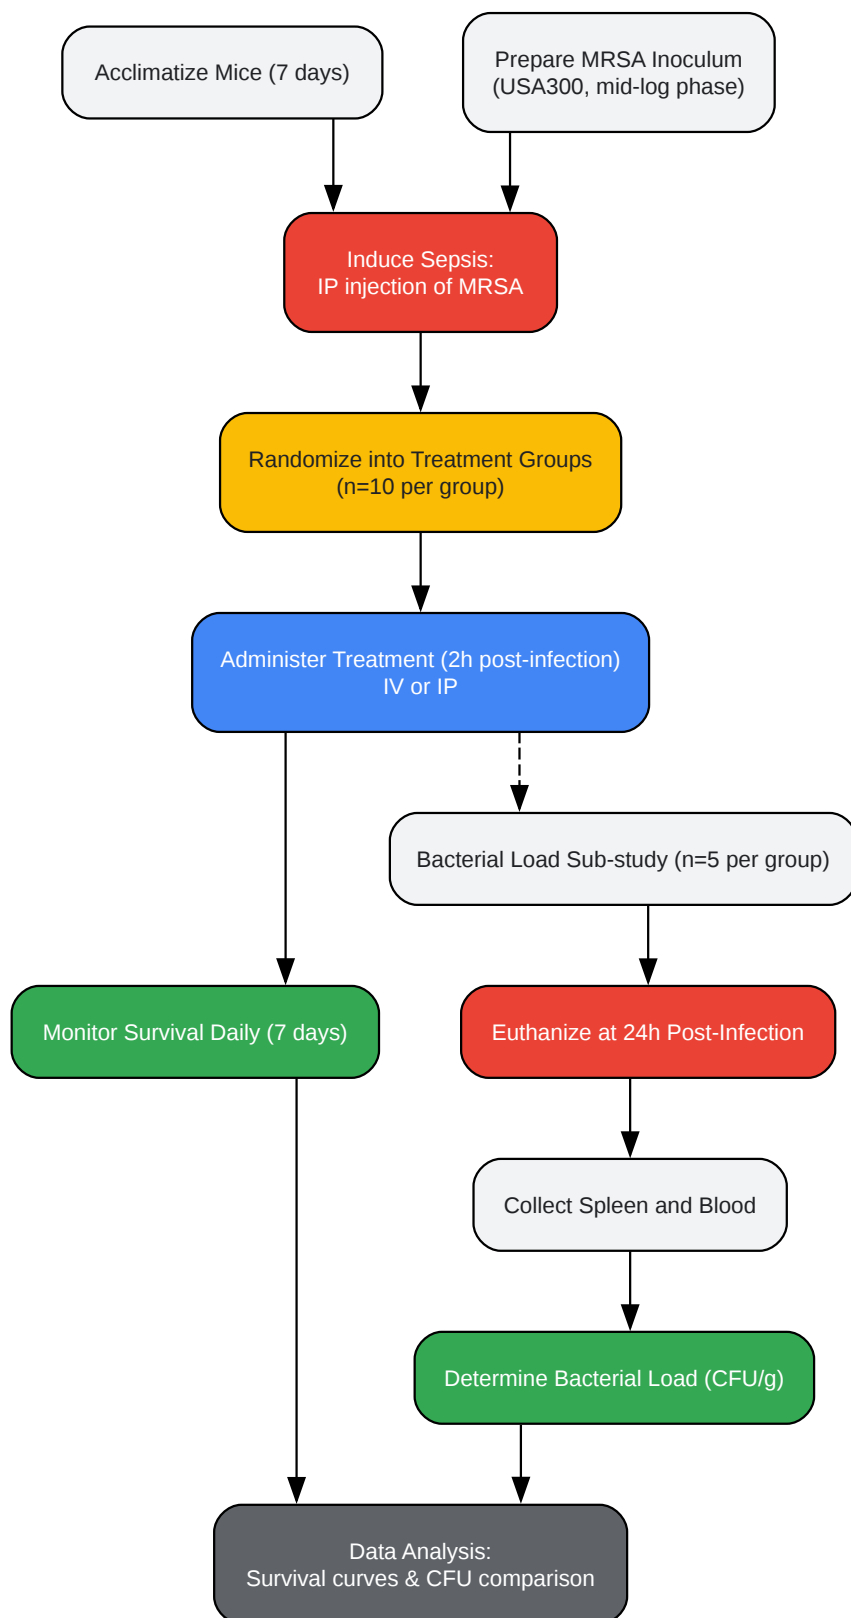 Acclimatize Mice (7 days)
Prepare MRSA Inoculum
(USA300, mid-log phase)
Induce Sepsis:
IP injection of MRSA
Randomize into Treatment Groups
(n=10 per group)
Administer Treatment (2h post-infection)
IV or IP
Bacterial Load Sub-study (n=5 per group)
Monitor Survival Daily (7 days)
Euthanize at 24h Post-Infection
Collect Spleen and Blood
Determine Bacterial Load (CFU/g)
Data Analysis:
Survival curves & CFU comparison